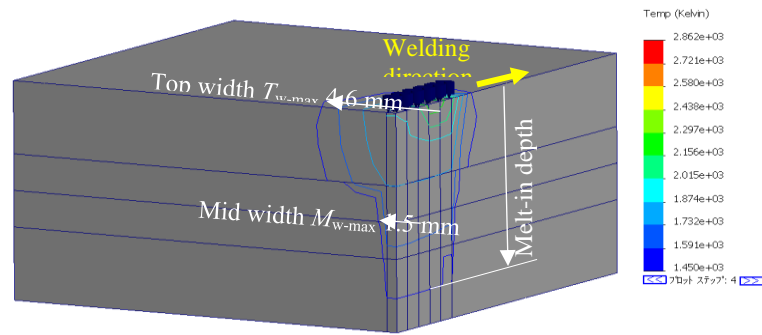 Temp (Kelvin)
2.862e+03
2.721e+03
2.580e+03
2.438e+03
2.297e+03
2.156e+03
2.015e+03
1.874e+03
1.732e+03
1.591e+03
1.450e+03
プロット ステップ: 4
Welding
direction
Top width Tw-max 4.6 mm
Mid width Mw-max 1.5 mm
Melt-in depth